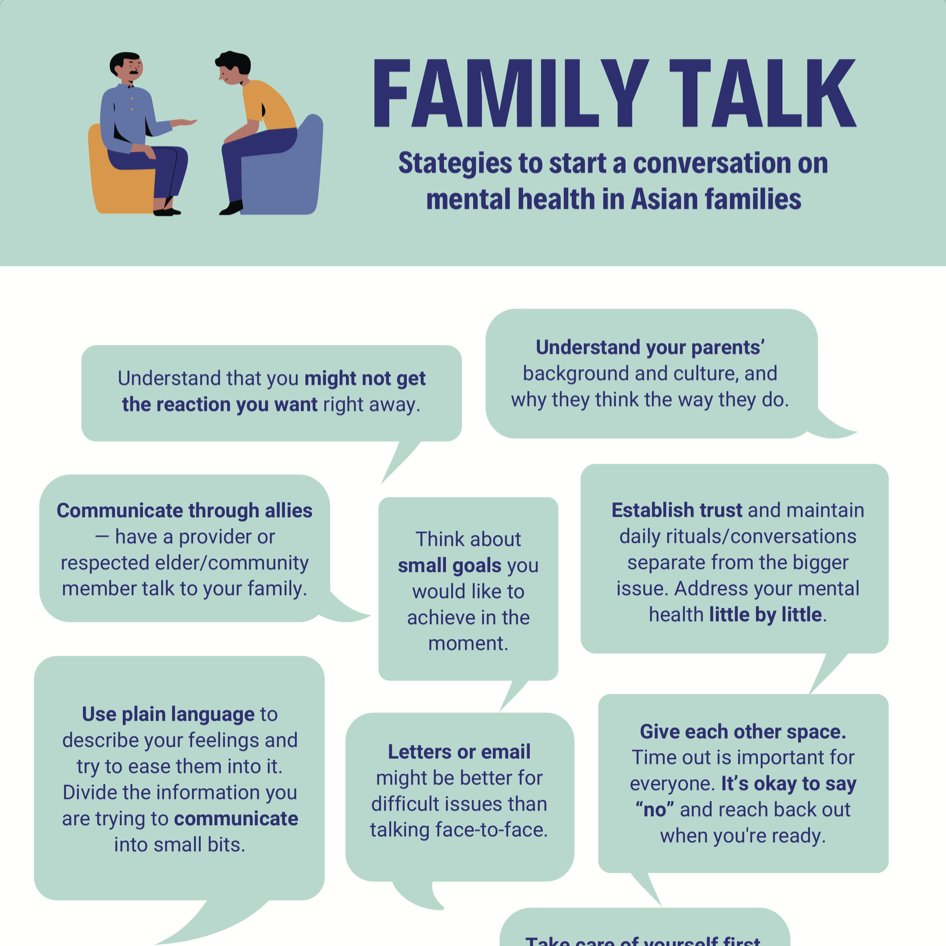 FAMILY TALK
Stategies to start a conversation on
mental health in Asian families
Understand that you might not get
the reaction you want right away.
Understand your parents’
background and culture, and
why they think the way they do.
Communicate through allies
— have a provider or
respected elder/community
member talk to your family.
Think about
small goals you
would like to
achieve in the
moment.
Establish trust and maintain
daily rituals/conversations
separate from the bigger
issue. Address your mental
health little by little.
Use plain language to
describe your feelings and
try to ease them into it.
Divide the information you
are trying to communicate
into small bits.
Letters or email
might be better for
difficult issues than
talking face-to-face.
Give each other space.
Time out is important for
everyone. It’s okay to say
“no” and reach back out
when you're ready.
Take care of yourself first